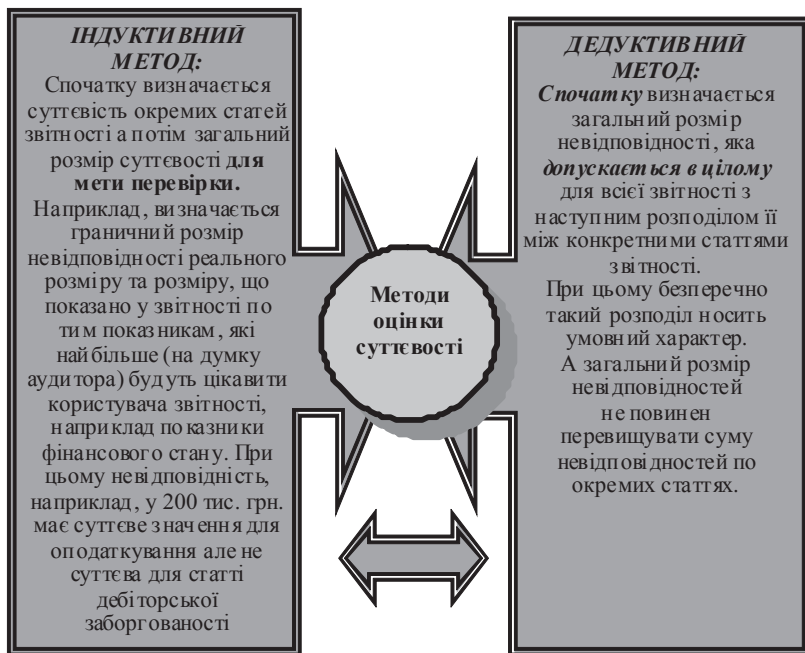 ІНДУКТИВНИЙ
МЕТОД:
Спочатку визначається
суттєвість окремих статей
звітності а потім загальний
розмір суттєвості для
мети перевірки.
Наприклад, визначається
граничний розмір
невідповідності реального
розміру та розміру, що
показано у звітності по
тим показникам, які
найбільше (на думку
аудитора) будуть цікавити
користувача звітності,
наприклад показники
фінансового стану. При
цьому невідповідність,
наприклад, у 200 тис. грн.
має суттєве значення для
оподаткування але не
суттєва для статті
дебіторської
заборгованості
Методи
оцінки
суттєвості
ДЕДУКТИВНИЙ
МЕТОД:
Спочатку визначається
загальний розмір
невідповідності, яка
допускається в цілому
для всієї звітності з
наступним розподілом її
між конкретними статтями
звітності.
При цьому безперечно
такий розподіл носить
умовний характер.
А загальний розмір
невідповідностей
не повинен
перевищувати суму
невідповідностей по
окремих статтях.